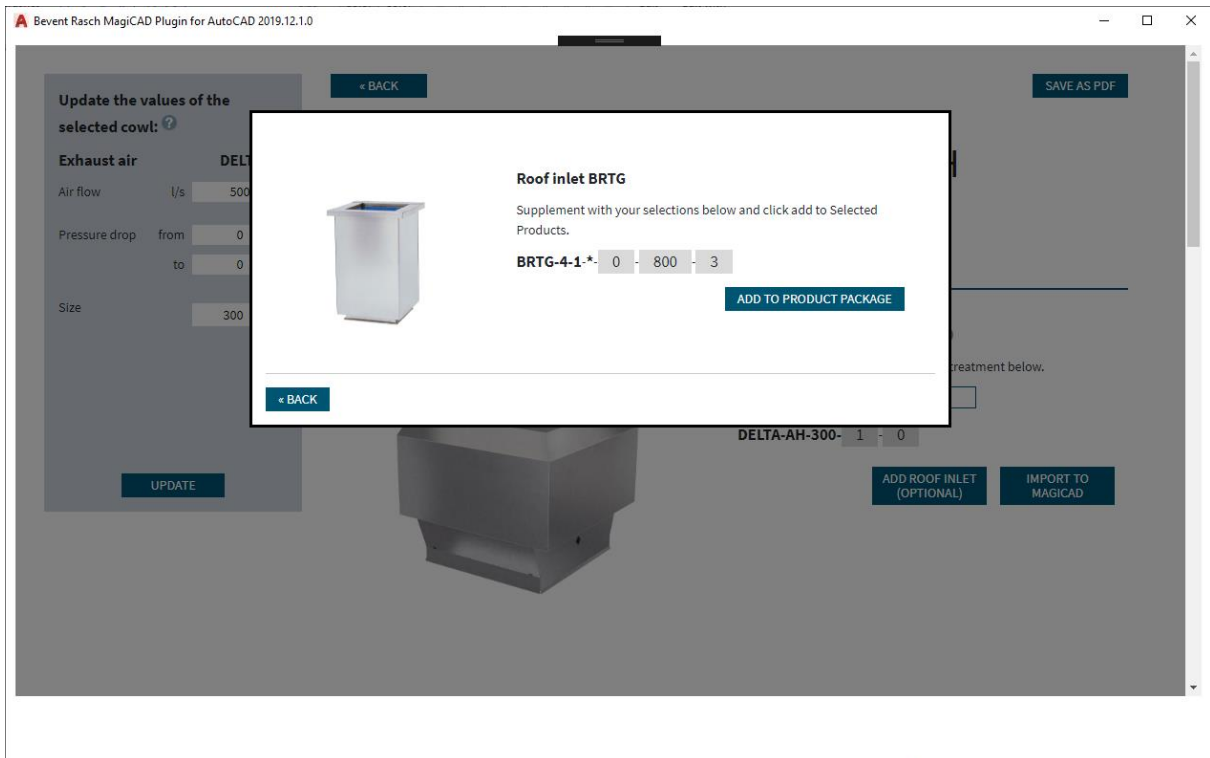 Bevent Rasch MagiCAD Plugin for AutoCAD 2019.12.1.0
« BACK
SAVE AS PDF
Update the values of the
selected cowl: ?
Exhaust air
Air flow l/s 500
Pressure drop from 0
to 0
Size 300
UPDATE
Roof inlet BRTG
Supplement with your selections below and click add to Selected
Products.
BRTG-4-1-*- 0 - 800 - 3
ADD TO PRODUCT PACKAGE
« BACK
below.
DELTA-AH-300- 1 - 0
ADD ROOF INLET
(OPTIONAL)
IMPORT TO
MAGICAD